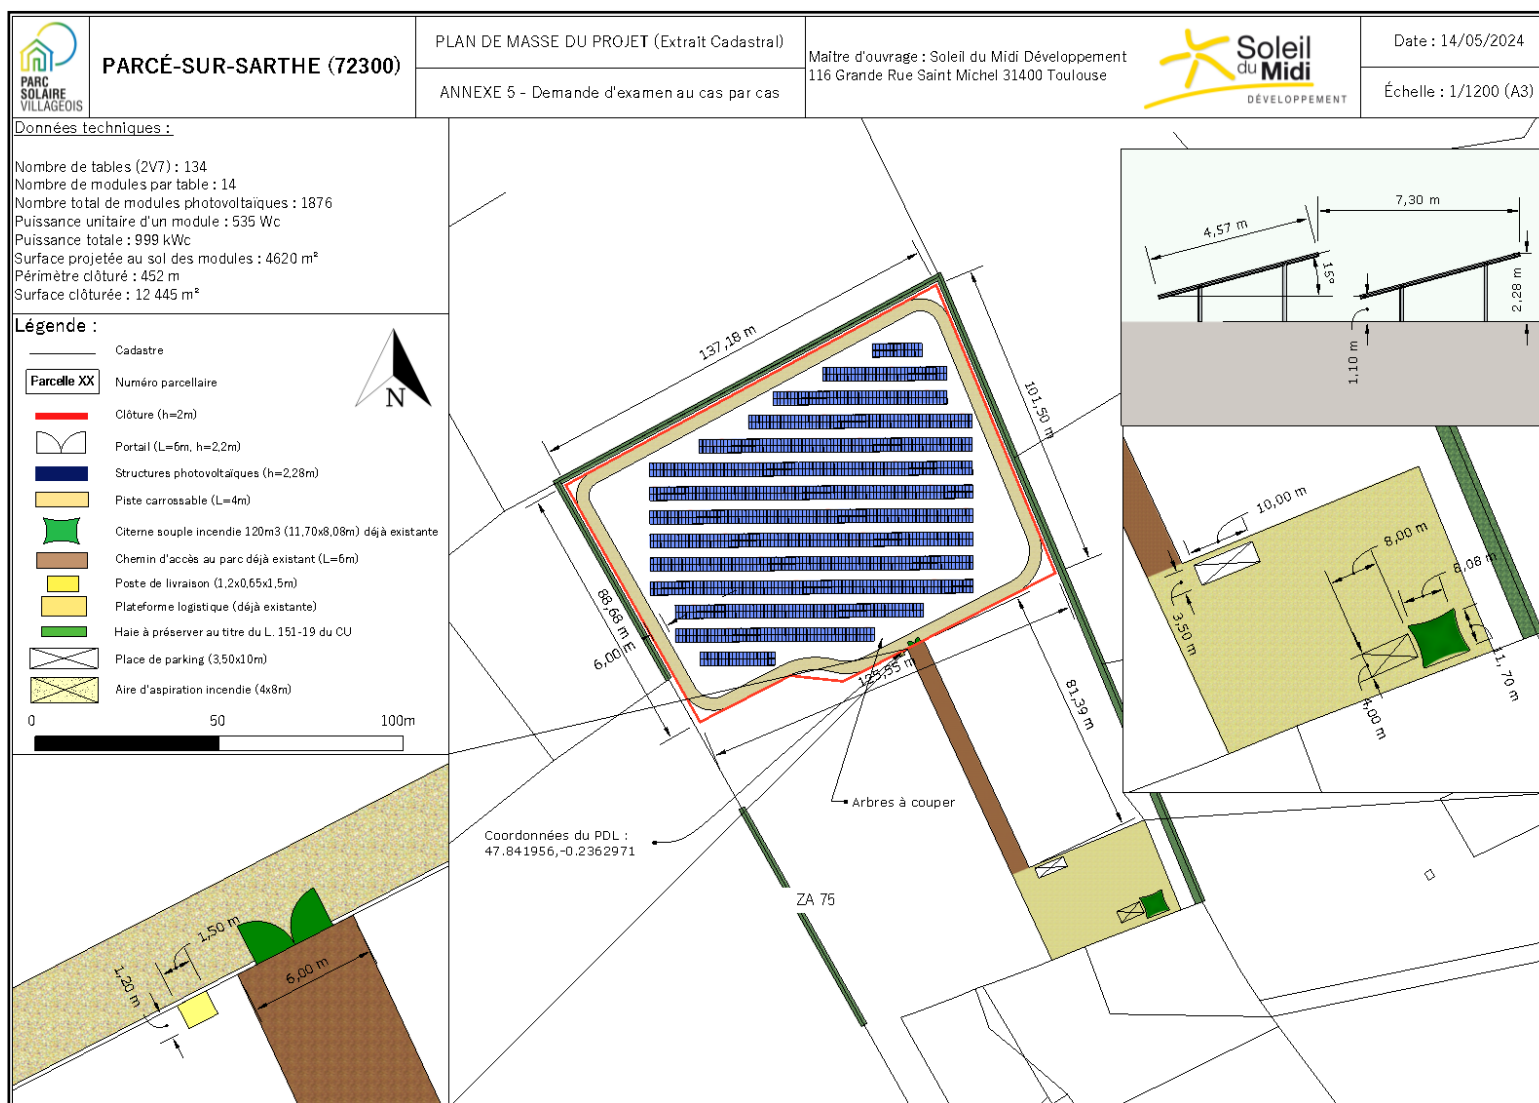 PARC
SOLAIRE
VILLAGEOIS
PARCÉ-SUR-SARTHE (72300)
PLAN DE MASSE DU PROJET (Extrait Cadastral)
ANNEXE 5 - Demande d'examen au cas par cas
Maître d'ouvrage : Soleil du Midi Développement
116 Grande Rue Saint Michel 31400 Toulouse
Soleil
du Midi
DÉVELOPPEMENT
Date : 14/05/2024
Échelle : 1/1200 (A3)
Données techniques :
Nombre de tables (2V7) : 134
Nombre de modules par table : 14
Nombre total de modules photovoltaïques : 1876
Puissance unitaire d'un module : 535 Wc
Puissance totale : 999 kWc
Surface projetée au sol des modules : 4620 m²
Périmètre clôturé : 452 m
Surface clôturée : 12 445 m²
Légende :
Cadastre
Parcelle XX
Numéro parcellaire
Clôture (h=2m)
Portail (L=6m, h=2,2m)
Structures photovoltaïques (h=2,28m)
Piste carrossable (L=4m)
Citerne souple incendie 120m3 (11,70x8,08m) déjà existante
Chemin d'accès au parc déjà existant (L=6m)
Poste de livraison (1,2x0,65x1,5m)
Plateforme logistique (déjà existante)
Haie à préserver au titre du L. 151-19 du CU
Place de parking (3,50x10m)
Aire d'aspiration incendie (4x8m)
N
0
50
100m
137,18 m
101,50 m
88,68 m
6,00 m
125,55 m
81,39 m
Arbres à couper
Coordonnées du PDL :
47.841956,-0.2362971
ZA 75
4,57 m
7,30 m
15°
2,28 m
1,10 m
10,00 m
8,00 m
8,08 m
3,50 m
11,70 m
4,00 m
1,50 m
1,20 m
6,00 m